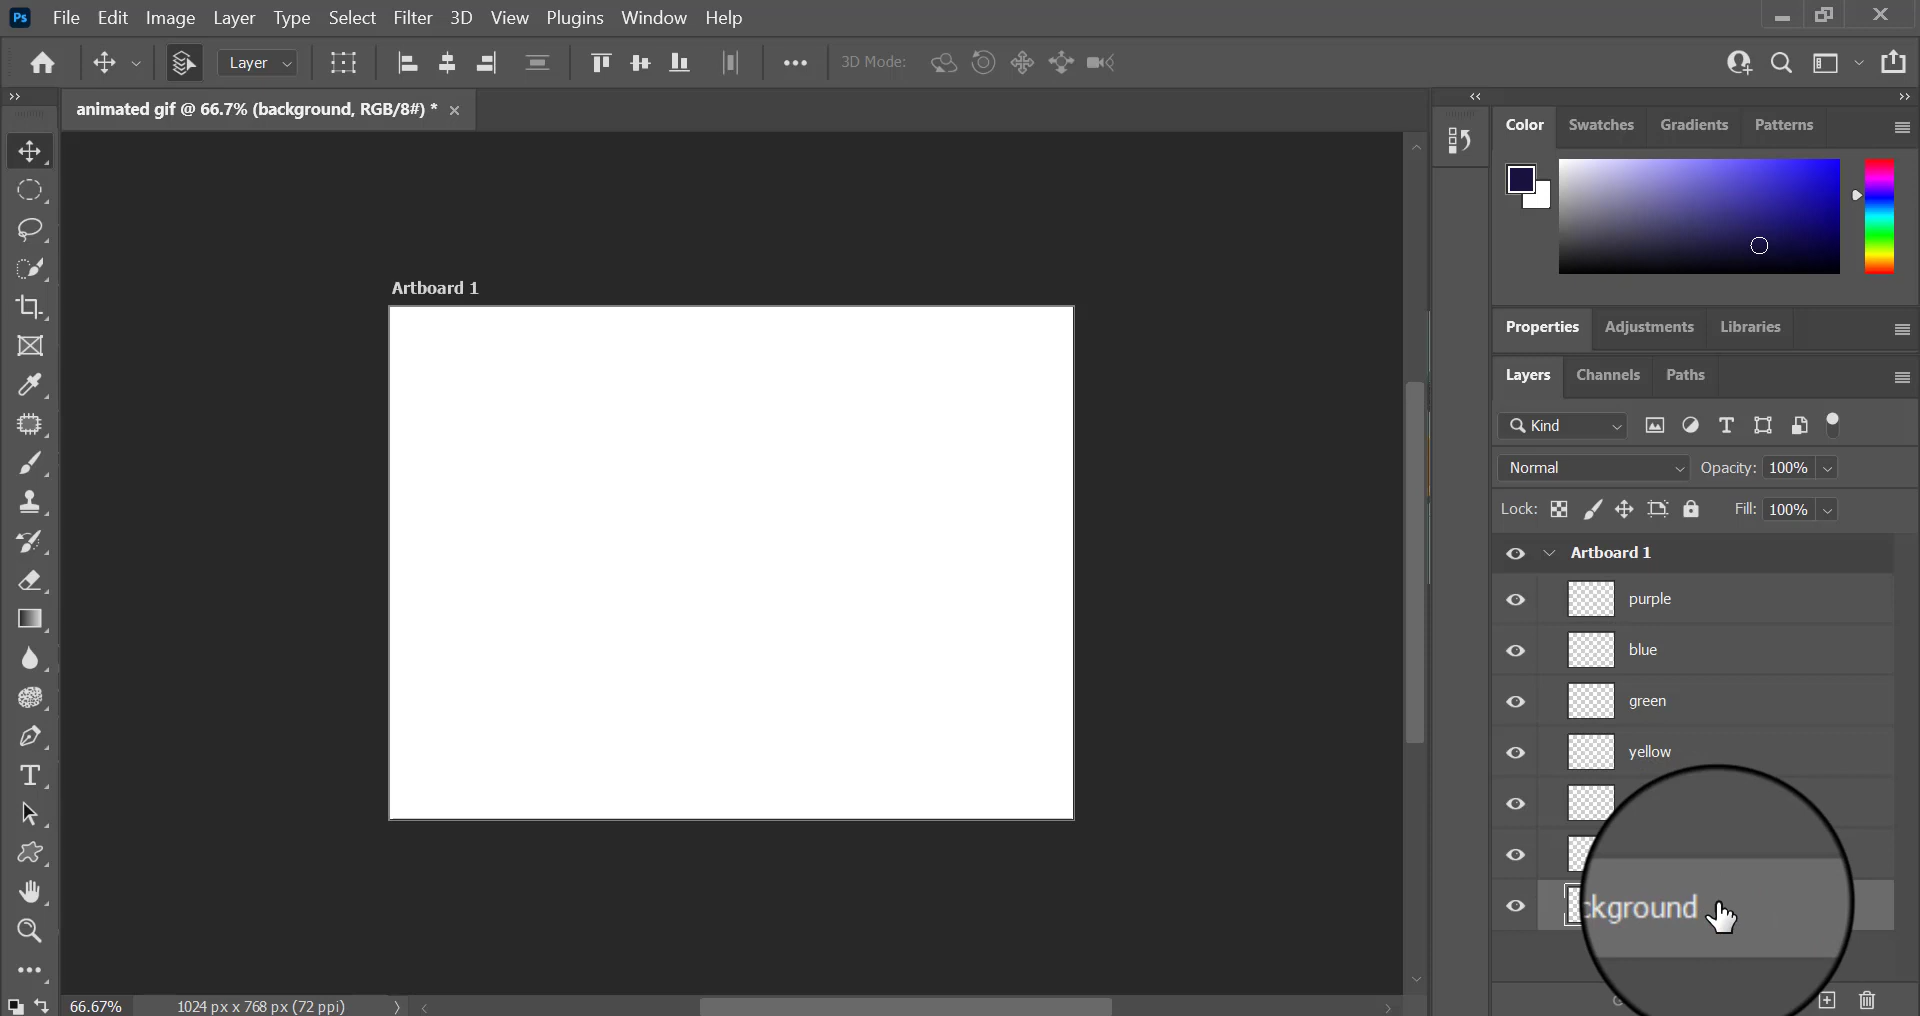 Ps File Edit Image Layer Type Select Filter 3D View Plugins Window Help
Layer 3D Mode:
animated gif @ 66.7% (background, RGB/8#) *
Color Swatches Gradients Patterns
Artboard 1
Properties Adjustments Libraries
Layers Channels Paths
Kind
Normal Opacity: 100%
Lock: Fill: 100%
Artboard 1
purple
blue
green
yellow
ckground
66.67% 1024 px x 768 px (72 ppi)